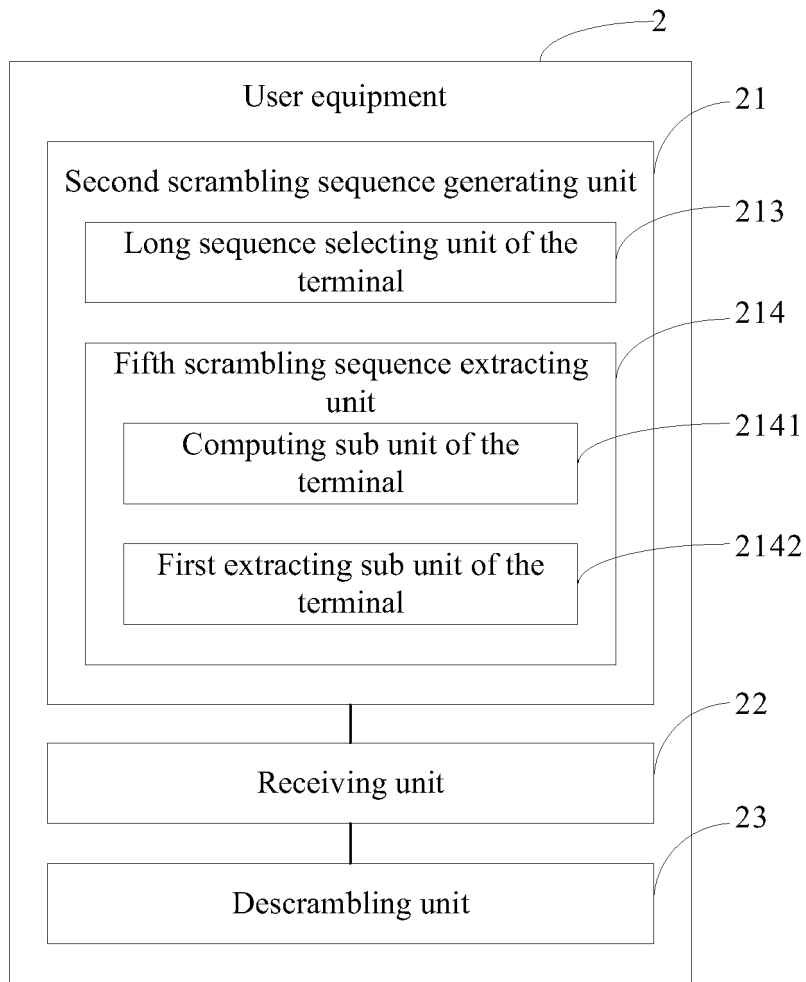 2
User equipment
21
Second scrambling sequence generating unit
213
Long sequence selecting unit of the
terminal
214
Fifth scrambling sequence extracting
unit
2141
Computing sub unit of the
terminal
2142
First extracting sub unit of the
terminal
22
Receiving unit
23
Descrambling unit